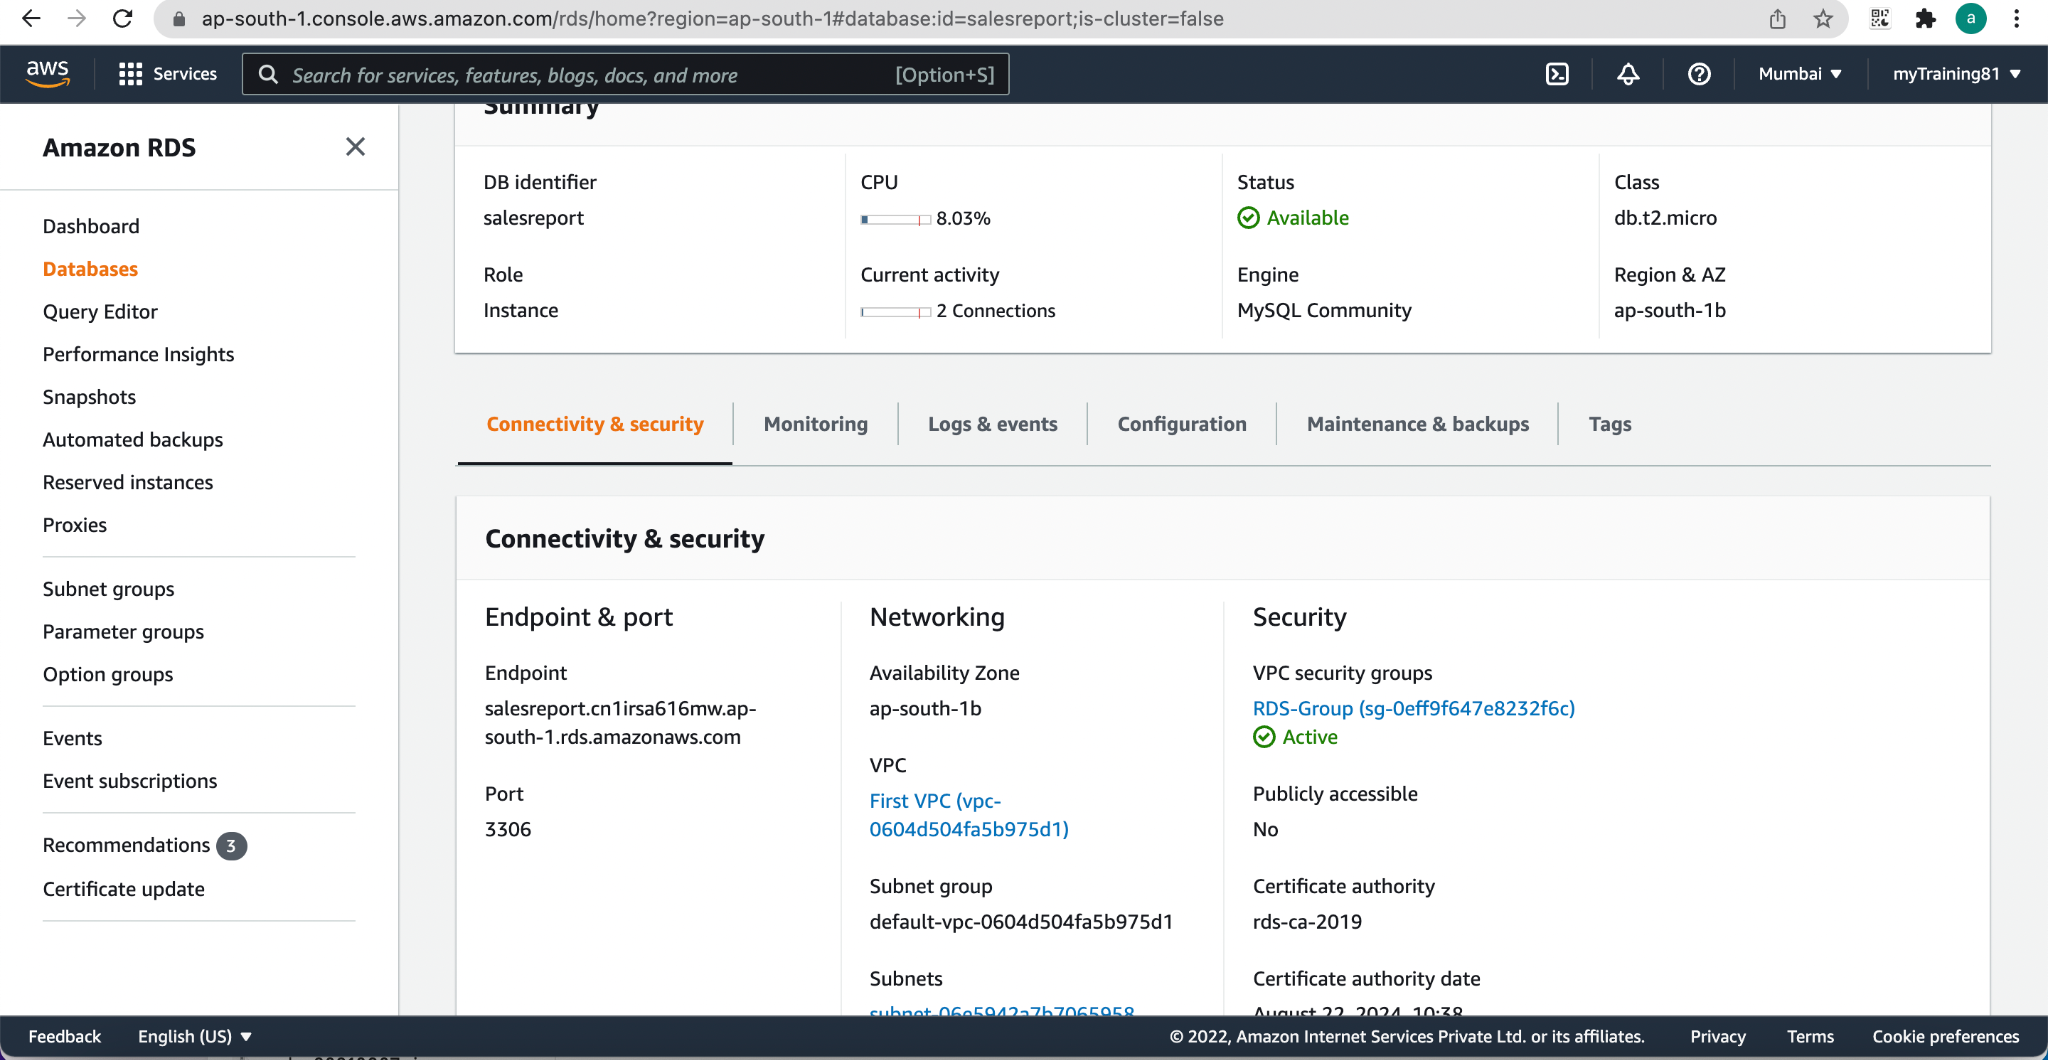 ap-south-1.console.aws.amazon.com/rds/home?region=ap-south-1#database:id=salesreport;is-cluster=false
a
aws
Services
Search for services, features, blogs, docs, and more
[Option+S]
Mumbai
myTraining81
Amazon RDS
Dashboard
Databases
Query Editor
Performance Insights
Snapshots
Automated backups
Reserved instances
Proxies
Subnet groups
Parameter groups
Option groups
Events
Event subscriptions
Recommendations 3
Certificate update
Summary
DB identifier
salesreport
Role
Instance
CPU
8.03%
Current activity
2 Connections
Status
Available
Engine
MySQL Community
Class
db.t2.micro
Region & AZ
ap-south-1b
Connectivity & security
Monitoring
Logs & events
Configuration
Maintenance & backups
Tags
Connectivity & security
Endpoint & port
Endpoint
salesreport.cn1irsa616mw.ap-
south-1.rds.amazonaws.com
Port
3306
Networking
Availability Zone
ap-south-1b
VPC
First VPC (vpc-
0604d504fa5b975d1)
Subnet group
default-vpc-0604d504fa5b975d1
Subnets
subnet-06e5942a7b7065958
Security
VPC security groups
RDS-Group (sg-0eff9f647e8232f6c)
Active
Publicly accessible
No
Certificate authority
rds-ca-2019
Certificate authority date
August 22, 2024, 10:38
Feedback
English (US)
© 2022, Amazon Internet Services Private Ltd. or its affiliates.
Privacy
Terms
Cookie preferences